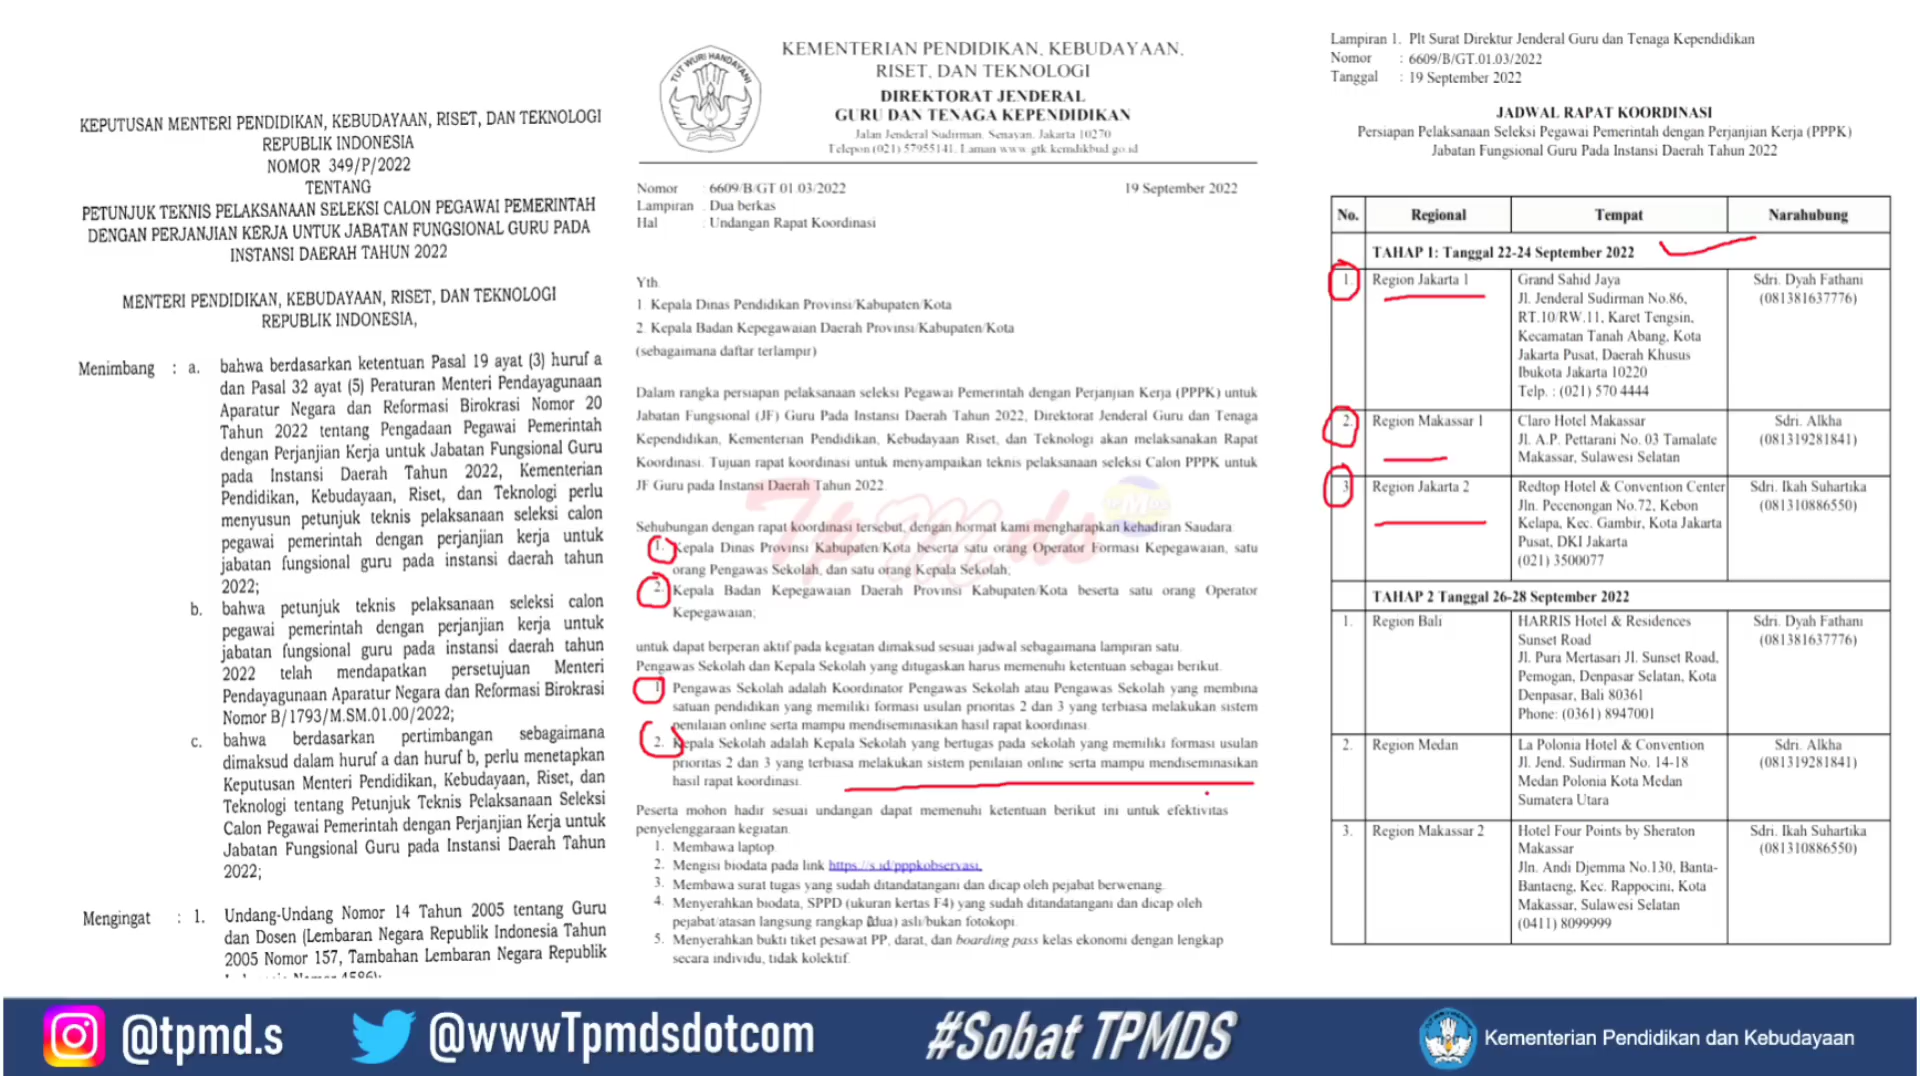 KEPUTUSAN MENTERI PENDIDIKAN, KEBUDAYAAN, RISET, DAN TEKNOLOGI
REPUBLIK INDONESIA
NOMOR 349/P/2022
TENTANG
PETUNJUK TEKNIS PELAKSANAAN SELEKSI CALON PEGAWAI PEMERINTAH
DENGAN PERJANJIAN KERJA UNTUK JABATAN FUNGSIONAL GURU PADA
INSTANSI DAERAH TAHUN 2022
MENTERI PENDIDIKAN, KEBUDAYAAN, RISET, DAN TEKNOLOGI
REPUBLIK INDONESIA,
Menimbang : a. bahwa berdasarkan ketentuan Pasal 19 ayat (3) huruf a
dan Pasal 32 ayat (5) Peraturan Menteri Pendayagunaan
Aparatur Negara dan Reformasi Birokrasi Nomor 20
Tahun 2022 tentang Pengadaan Pegawai Pemerintah
dengan Perjanjian Kerja untuk Jabatan Fungsional Guru
pada Instansi Daerah Tahun 2022, Kementerian
Pendidikan, Kebudayaan, Riset, dan Teknologi perlu
menyusun petunjuk teknis pelaksanaan seleksi calon
pegawai pemerintah dengan perjanjian kerja untuk
jabatan fungsional guru pada instansi daerah tahun
2022;
b. bahwa petunjuk teknis pelaksanaan seleksi calon
pegawai pemerintah dengan perjanjian kerja untuk
jabatan fungsional guru pada instansi daerah tahun
2022 telah mendapatkan persetujuan Menteri
Pendayagunaan Aparatur Negara dan Reformasi Birokrasi
Nomor B/1793/M.SM.01.00/2022;
c. bahwa berdasarkan pertimbangan sebagaimana
dimaksud dalam huruf a dan huruf b, perlu menetapkan
Keputusan Menteri Pendidikan, Kebudayaan, Riset, dan
Teknologi tentang Petunjuk Teknis Pelaksanaan Seleksi
Calon Pegawai Pemerintah dengan Perjanjian Kerja untuk
Jabatan Fungsional Guru pada Instansi Daerah Tahun
2022;
Mengingat : 1. Undang-Undang Nomor 14 Tahun 2005 tentang Guru
dan Dosen (Lembaran Negara Republik Indonesia Tahun
2005 Nomor 157, Tambahan Lembaran Negara Republik
TUT WURI HANDAYANI
KEMENTERIAN PENDIDIKAN, KEBUDAYAAN,
RISET, DAN TEKNOLOGI
DIREKTORAT JENDERAL
GURU DAN TENAGA KEPENDIDIKAN
Jalan Jenderal Sudirman, Senayan, Jakarta 10270
Telepon (021) 57955141, Laman www.gtk.kemdikbud.go.id
Nomor : 6609/B/GT.01.03/2022 19 September 2022
Lampiran : Dua berkas
Hal : Undangan Rapat Koordinasi
Yth.
1. Kepala Dinas Pendidikan Provinsi/Kabupaten/Kota
2. Kepala Badan Kepegawaian Daerah Provinsi/Kabupaten/Kota
(sebagaimana daftar terlampir)
Dalam rangka persiapan pelaksanaan seleksi Pegawai Pemerintah dengan Perjanjian Kerja (PPPK) untuk
Jabatan Fungsional (JF) Guru Pada Instansi Daerah Tahun 2022, Direktorat Jenderal Guru dan Tenaga
Kependidikan, Kementerian Pendidikan, Kebudayaan Riset, dan Teknologi akan melaksanakan Rapat
Koordinasi. Tujuan rapat koordinasi untuk menyampaikan teknis pelaksanaan seleksi Calon PPPK untuk
JF Guru pada Instansi Daerah Tahun 2022.
TpMds
Sehubungan dengan rapat koordinasi tersebut, dengan hormat kami mengharapkan kehadiran Saudara:
1. Kepala Dinas Provinsi Kabupaten/Kota beserta satu orang Operator Formasi Kepegawaian, satu
orang Pengawas Sekolah, dan satu orang Kepala Sekolah;
2. Kepala Badan Kepegawaian Daerah Provinsi/Kabupaten/Kota beserta satu orang Operator
Kepegawaian;
untuk dapat berperan aktif pada kegiatan dimaksud sesuai jadwal sebagaimana lampiran satu.
Pengawas Sekolah dan Kepala Sekolah yang ditugaskan harus memenuhi ketentuan sebagai berikut.
1. Pengawas Sekolah adalah Koordinator Pengawas Sekolah atau Pengawas Sekolah yang membina
satuan pendidikan yang memiliki formasi usulan prioritas 2 dan 3 yang terbiasa melakukan sistem
penilaian online serta mampu mendiseminasikan hasil rapat koordinasi.
2. Kepala Sekolah adalah Kepala Sekolah yang bertugas pada sekolah yang memiliki formasi usulan
prioritas 2 dan 3 yang terbiasa melakukan sistem penilaian online serta mampu mendiseminasikan
hasil rapat koordinasi.
Peserta mohon hadir sesuai undangan dapat memenuhi ketentuan berikut ini untuk efektivitas
penyelenggaraan kegiatan.
1. Membawa laptop.
2. Mengisi biodata pada link https://s.id/pppkobservasi.
3. Membawa surat tugas yang sudah ditandatangani dan dicap oleh pejabat berwenang.
4. Menyerahkan biodata, SPPD (ukuran kertas F4) yang sudah ditandatangani dan dicap oleh
pejabat/atasan langsung rangkap (dua) asli/bukan fotokopi.
5. Menyerahkan bukti tiket pesawat PP, darat, dan boarding pass kelas ekonomi dengan lengkap
secara individu, tidak kolektif.
Lampiran 1. Plt Surat Direktur Jenderal Guru dan Tenaga Kependidikan
Nomor : 6609/B/GT.01.03/2022
Tanggal : 19 September 2022
JADWAL RAPAT KOORDINASI
Persiapan Pelaksanaan Seleksi Pegawai Pemerintah dengan Perjanjian Kerja (PPPK)
Jabatan Fungsional Guru Pada Instansi Daerah Tahun 2022
No. Regional Tempat Narahubung
TAHAP 1: Tanggal 22-24 September 2022
1. Region Jakarta 1 Grand Sahid Jaya Sdri. Dyah Fathani
Jl. Jenderal Sudirman No.86, (081381637776)
RT.10/RW.11, Karet Tengsin,
Kecamatan Tanah Abang, Kota
Jakarta Pusat, Daerah Khusus
Ibukota Jakarta 10220
Telp. : (021) 570 4444
2. Region Makassar 1 Claro Hotel Makassar Sdri. Alkha
Jl. A.P. Pettarani No. 03 Tamalate (081319281841)
Makassar, Sulawesi Selatan
3 Region Jakarta 2 Redtop Hotel & Convention Center Sdri. Ikah Suhartika
Jln. Pecenongan No.72, Kebon (081310886550)
Kelapa, Kec. Gambir, Kota Jakarta
Pusat, DKI Jakarta
(021) 3500077
TAHAP 2 Tanggal 26-28 September 2022
1. Region Bali HARRIS Hotel & Residences Sdri. Dyah Fathani
Sunset Road (081381637776)
Jl. Pura Mertasari Jl. Sunset Road,
Pemogan, Denpasar Selatan, Kota
Denpasar, Bali 80361
Phone: (0361) 8947001
2. Region Medan La Polonia Hotel & Convention Sdri. Alkha
Jl. Jend. Sudirman No. 14-18 (081319281841)
Medan Polonia Kota Medan
Sumatera Utara
3. Region Makassar 2 Hotel Four Points by Sheraton Sdri. Ikah Suhartika
Makassar (081310886550)
Jln. Andi Djemma No.130, Banta-
Bantaeng, Kec. Rappocini, Kota
Makassar, Sulawesi Selatan
(0411) 8099999
@tpmd.s @wwwTpmdsdotcom #Sobat TPMDS Kementerian Pendidikan dan Kebudayaan